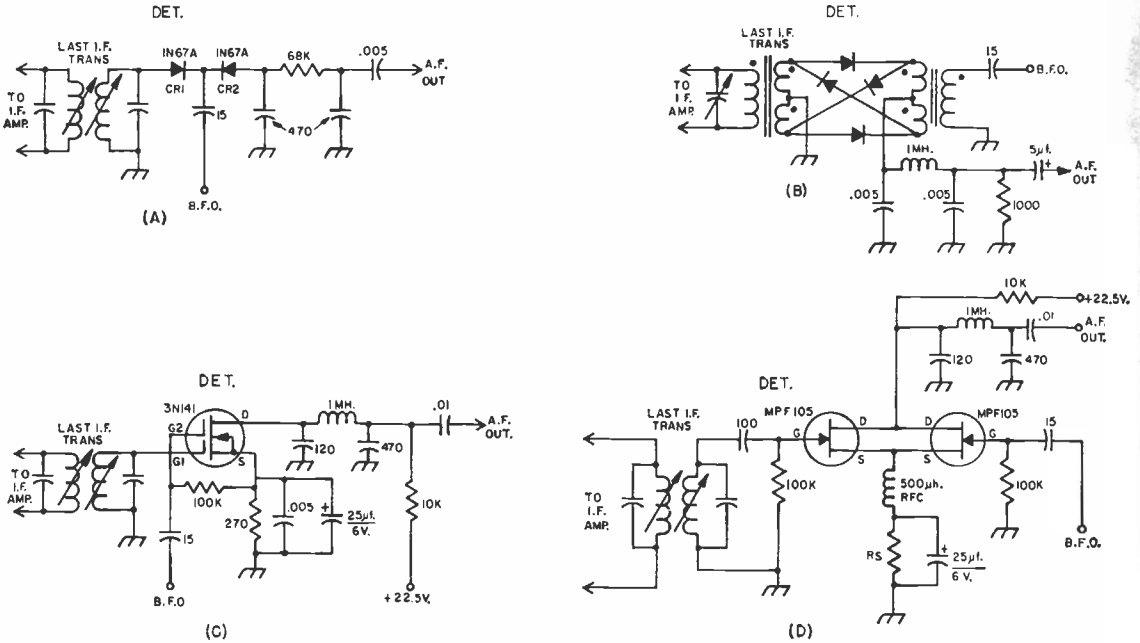 DET.
LAST I.F.
TRANS
1N67A
1N67A
CR1
CR2
68K
.005
A.F.
OUT
TO
I.F.
AMP.
15
470
B.F.O.
(A)
DET.
LAST I.F.
TRANS
15
B.F.O.
TO
I.F.
AMP.
1MH.
5µf.
+
A.F.
OUT
.005
.005
1000
(B)
DET.
3N141
D
G2
G1
S
1MH.
.01
A.F.
OUT.
LAST I.F.
TRANS
120
470
TO
I.F.
AMP.
100K
270
.005
+
25µf.
6V.
10K
15
B.F.O
+22.5V.
(C)
10K
+22.5V.
1MH.
.01
A.F.
OUT.
120
470
DET.
LAST I.F.
TRANS
100
MPF105
MPF105
15
G
D
D
G
S
S
100K
500µh.
RFC
100K
TO
I.F.
AMP.
RS
+
25µf.
6V.
B.F.O.
(D)